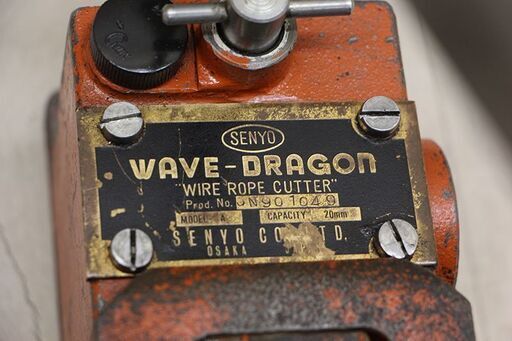 SENYO
WAVE-DRAGON
"WIRE ROPE CUTTER"
Prod. No. N901049
MODEL A CAPACITY 20mm
SENYO CO., LTD.
OSAKA